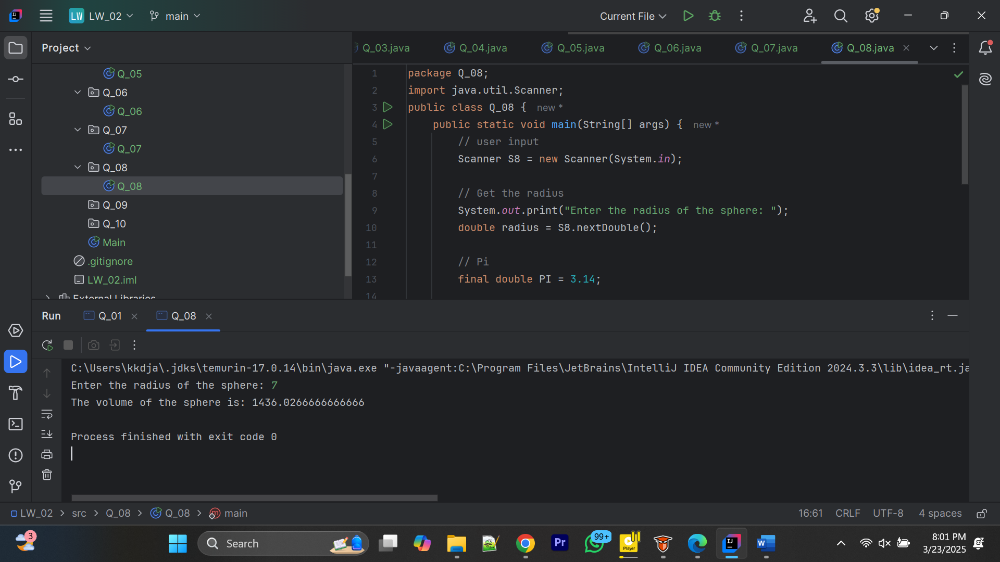 LW LW_02 main Current File
Project
Q_03.java Q_04.java Q_05.java Q_06.java Q_07.java Q_08.java
Q_05
Q_06
Q_06
Q_07
Q_07
Q_08
Q_08
Q_09
Q_10
Main
.gitignore
LW_02.iml
External Libraries
1 package Q_08;
2 import java.util.Scanner;
3 public class Q_08 { new *
4 public static void main(String[] args) { new *
5 // user input
6 Scanner S8 = new Scanner(System.in);
7
8 // Get the radius
9 System.out.print("Enter the radius of the sphere: ");
10 double radius = S8.nextDouble();
11
12 // Pi
13 final double PI = 3.14;
14
Run Q_01 Q_08
C:\Users\kkdja\.jdks\temurin-17.0.14\bin\java.exe "-javaagent:C:\Program Files\JetBrains\IntelliJ IDEA Community Edition 2024.3.3\lib\idea_rt.ja
Enter the radius of the sphere: 7
The volume of the sphere is: 1436.0266666666666
Process finished with exit code 0
LW_02 > src > Q_08 > Q_08 > main 16:61 CRLF UTF-8 4 spaces
3 Search Pr 99+ Player IJ W 8:01 PM
3/23/2025